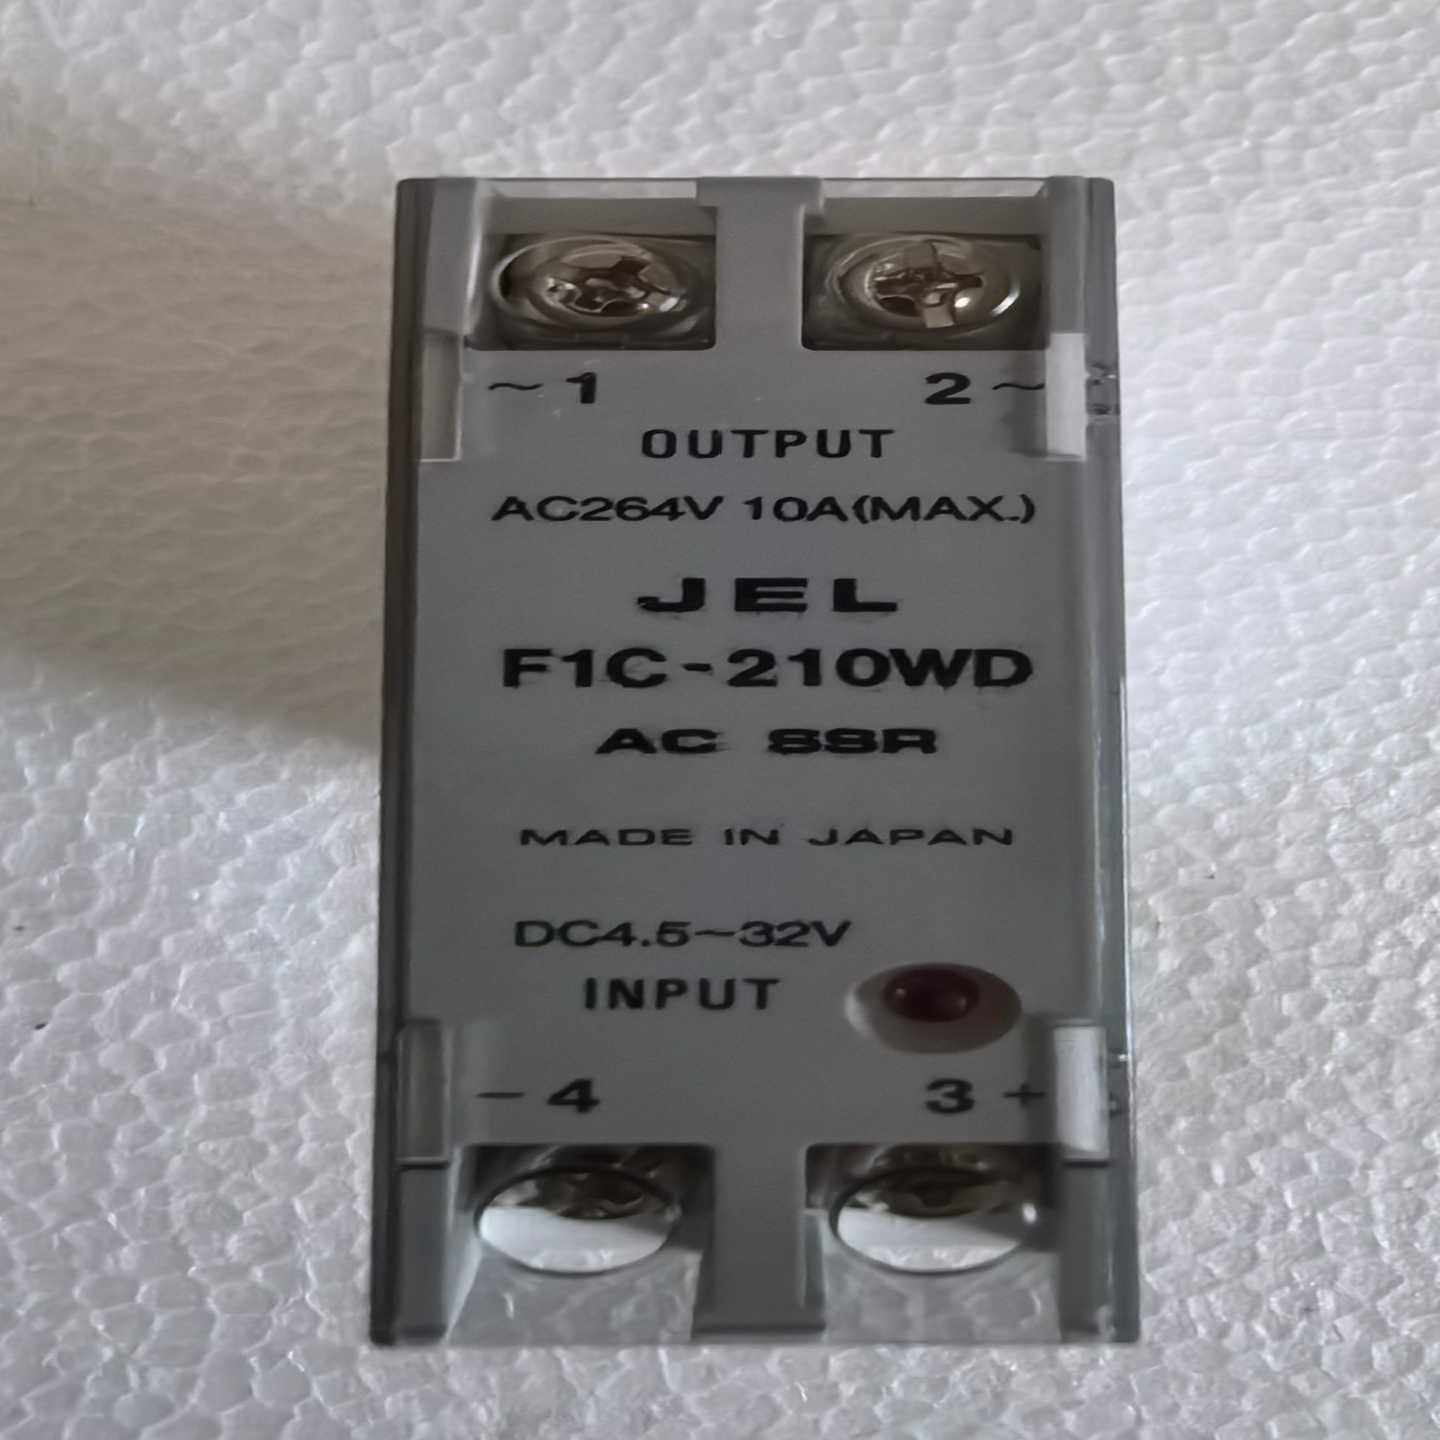 ~1 2~
OUTPUT
AC264V 10A(MAX.)
JEL
F1C-210WD
AC SSR
MADE IN JAPAN
DC4.5~32V
INPUT
-4 3+